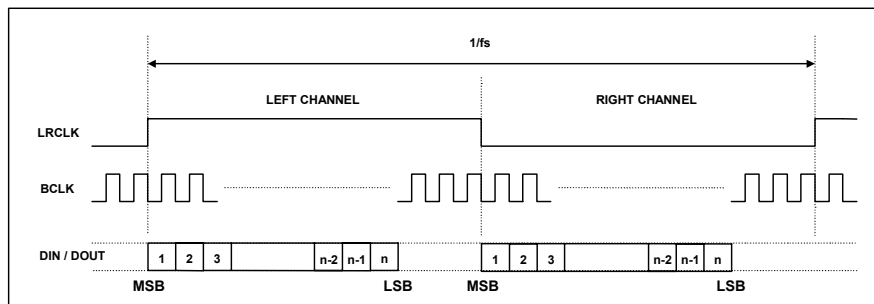 1/fs
LEFT CHANNEL RIGHT CHANNEL
LRCLK
BCLK
DIN / DOUT 1 2 3 n-2 n-1 n 1 2 3 n-2 n-1 n
MSB LSB MSB LSB